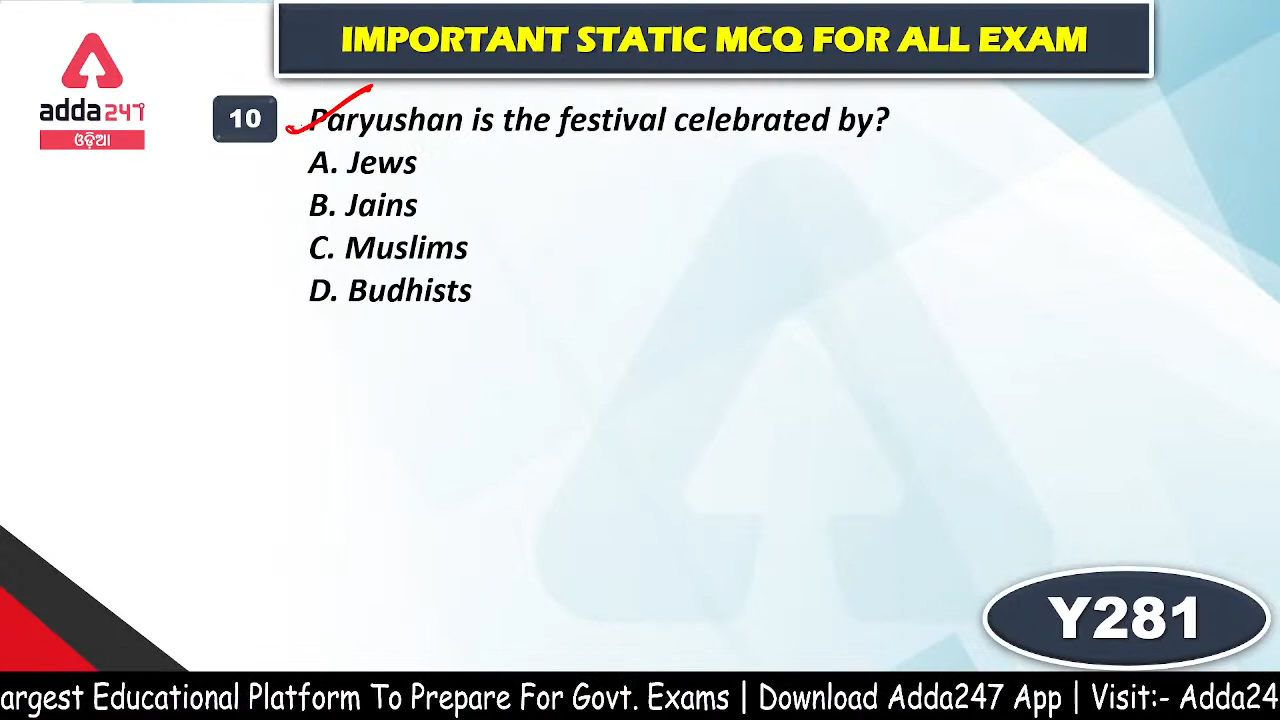 IMPORTANT STATIC MCQ FOR ALL EXAM
adda247
ଓଡ଼ିଆ
10 Paryushan is the festival celebrated by?
A. Jews
B. Jains
C. Muslims
D. Budhists
Y281
argest Educational Platform To Prepare For Govt. Exams | Download Adda247 App | Visit:- Adda24